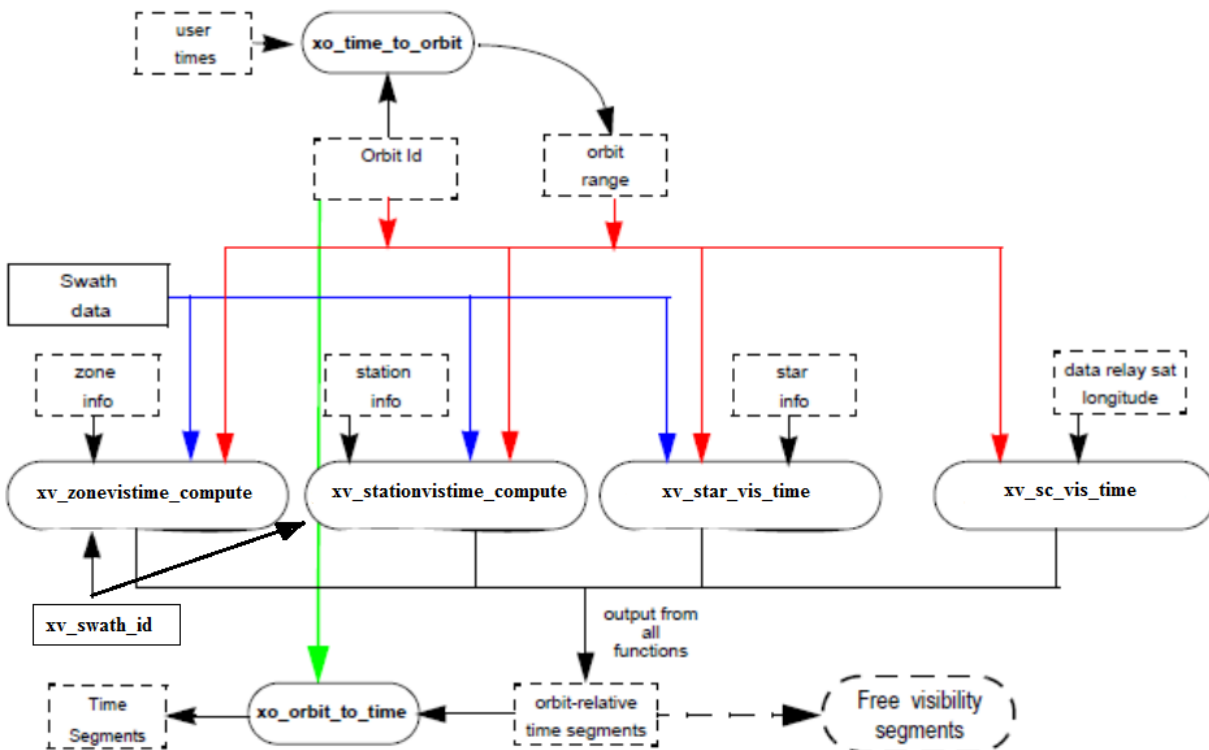 user
times
xo_time_to_orbit
Orbit Id
orbit
range
Swath
data
zone
info
station
info
star
info
data relay sat
longitude
xv_zonevistime_compute
xv_stationvistime_compute
xv_star_vis_time
xv_sc_vis_time
xv_swath_id
output from
all
functions
Time
Segments
xo_orbit_to_time
orbit-relative
time segments
Free visibility
segments